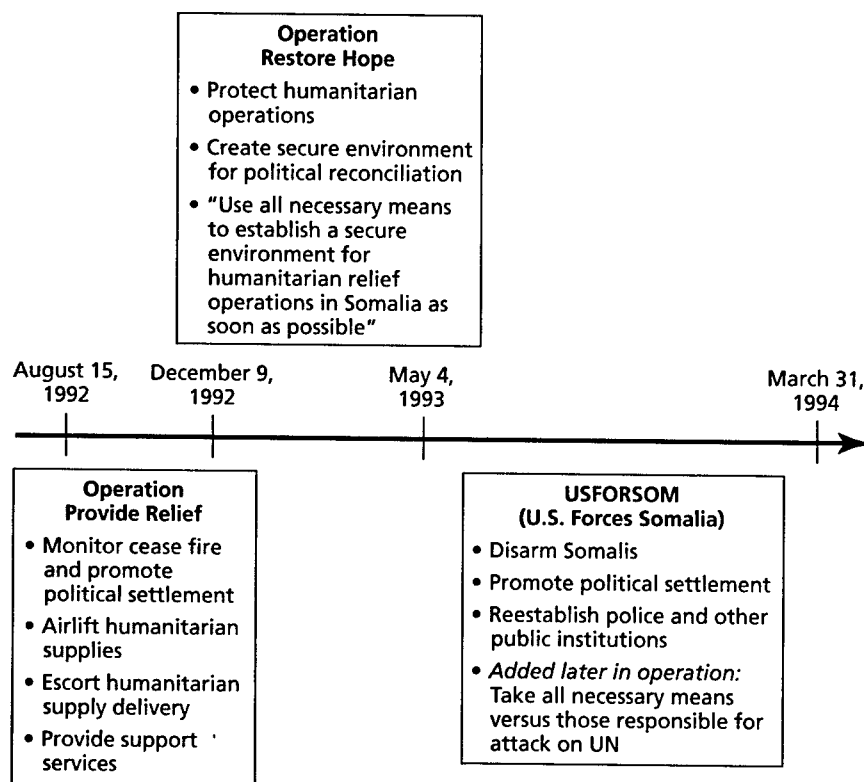 Operation
Restore Hope
• Protect humanitarian
operations
• Create secure environment
for political reconciliation
• "Use all necessary means
to establish a secure
environment for
humanitarian relief
operations in Somalia as
soon as possible"
August 15,
1992
December 9,
1992
May 4,
1993
March 31,
1994
Operation
Provide Relief
• Monitor cease fire
and promote
political settlement
• Airlift humanitarian
supplies
• Escort humanitarian
supply delivery
• Provide support
services
USFORSOM
(U.S. Forces Somalia)
• Disarm Somalis
• Promote political settlement
• Reestablish police and other
public institutions
• Added later in operation:
Take all necessary means
versus those responsible for
attack on UN